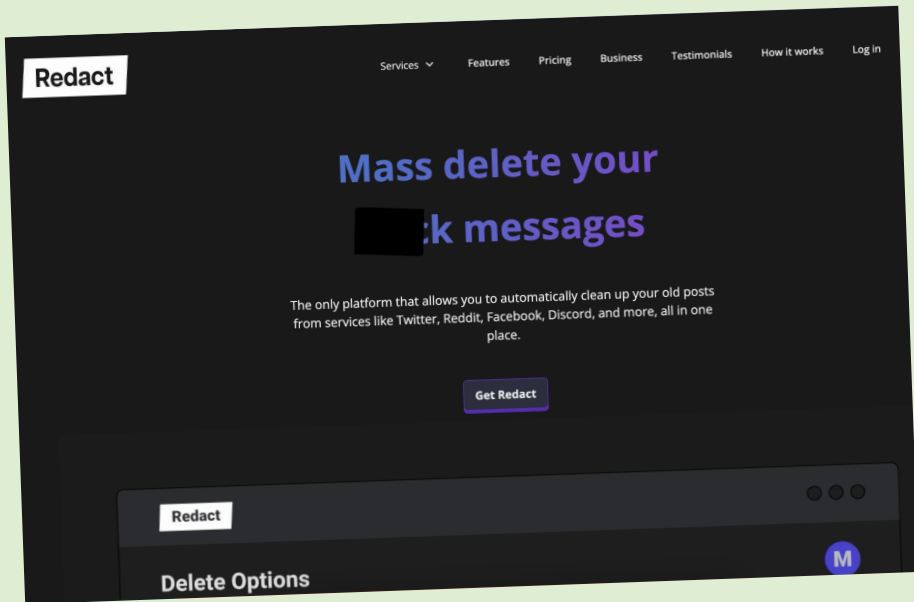 Redact
Services Features Pricing Business Testimonials How it works Log in
Mass delete your
messages
The only platform that allows you to automatically clean up your old posts
from services like Twitter, Reddit, Facebook, Discord, and more, all in one
place.
Get Redact
Redact
Delete Options
M